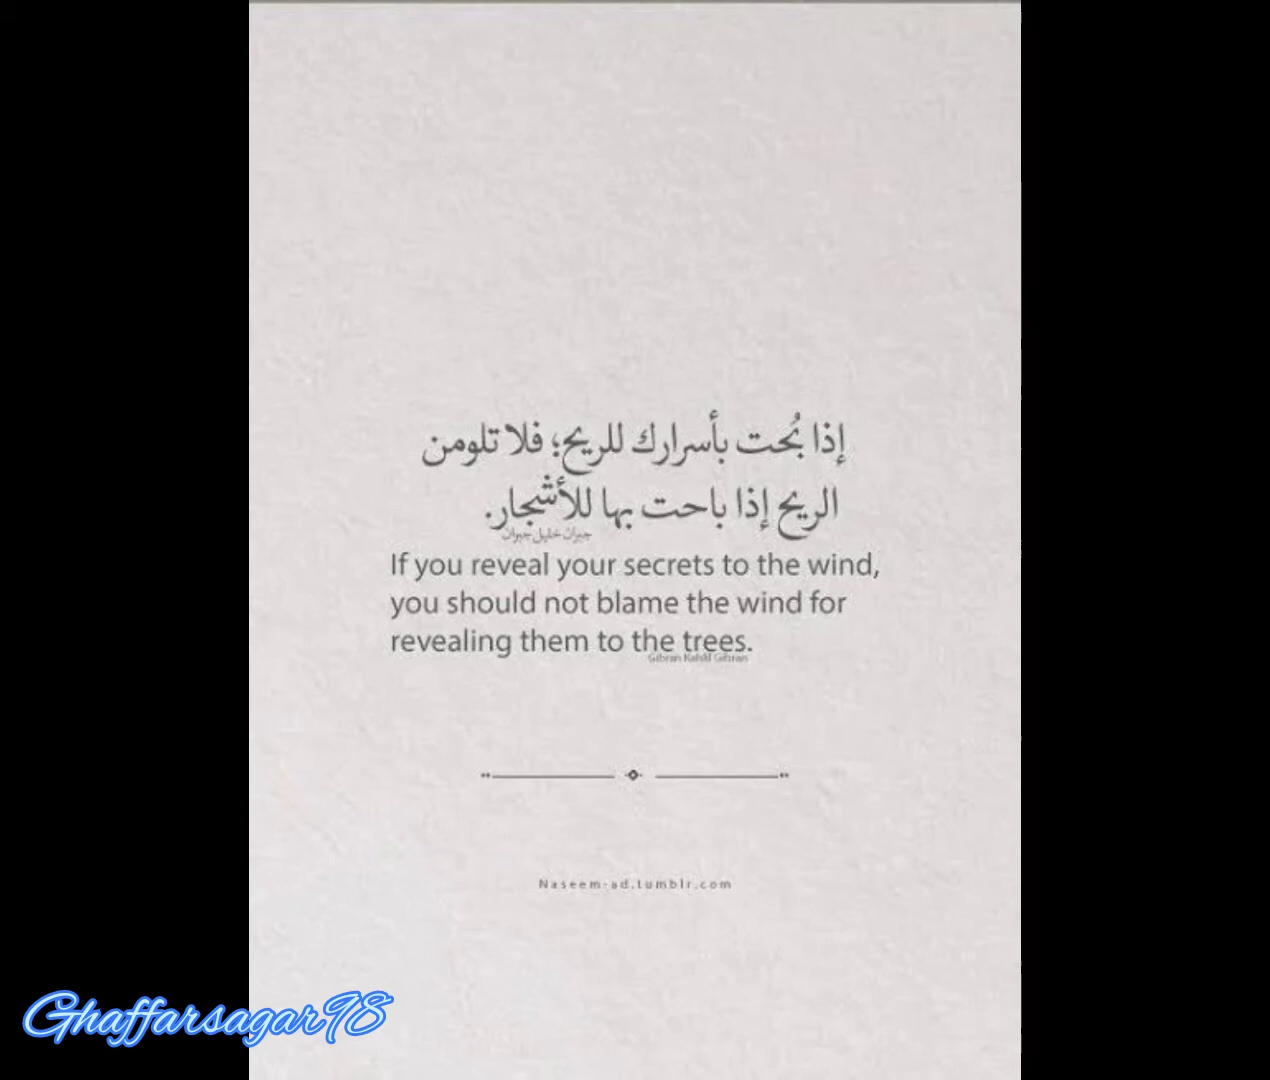 إذا بُحت بأسرارك للريح؛ فلا تلومن
الريح إذا باحت بها للأشجار.
جبران خليل جبران
If you reveal your secrets to the wind,
you should not blame the wind for
revealing them to the trees.
Gibran Kahlil Gibran
Naseem-ad.tumblr.com
Ghaffarsagar98